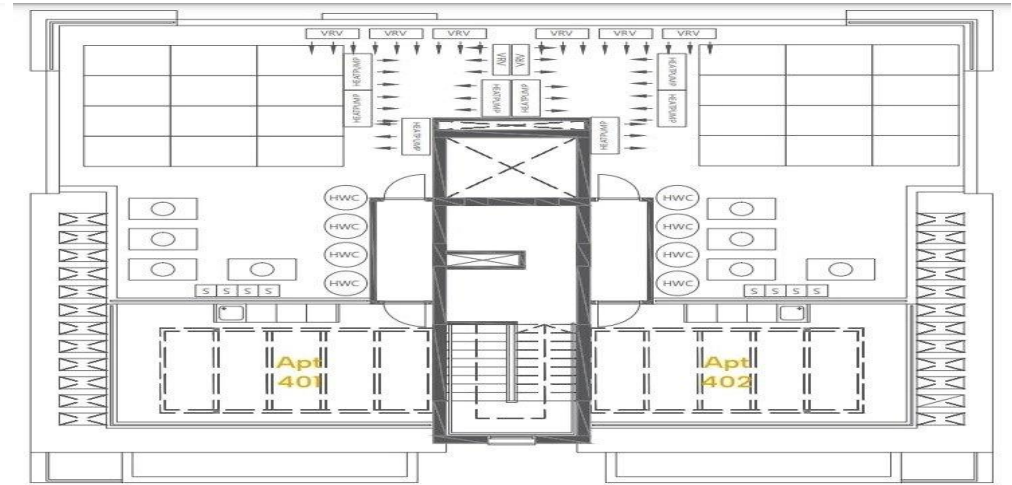 VRV VRV VRV VRV VRV VRV
VRV VRV
HEATPUMP HEATPUMP
HEATPUMP HEATPUMP
HEATPUMP HEATPUMP
HEATPUMP HEATPUMP
HWC HWC
HWC HWC
HWC HWC
HWC HWC
S S S S S S S S
Apt Apt
401 402